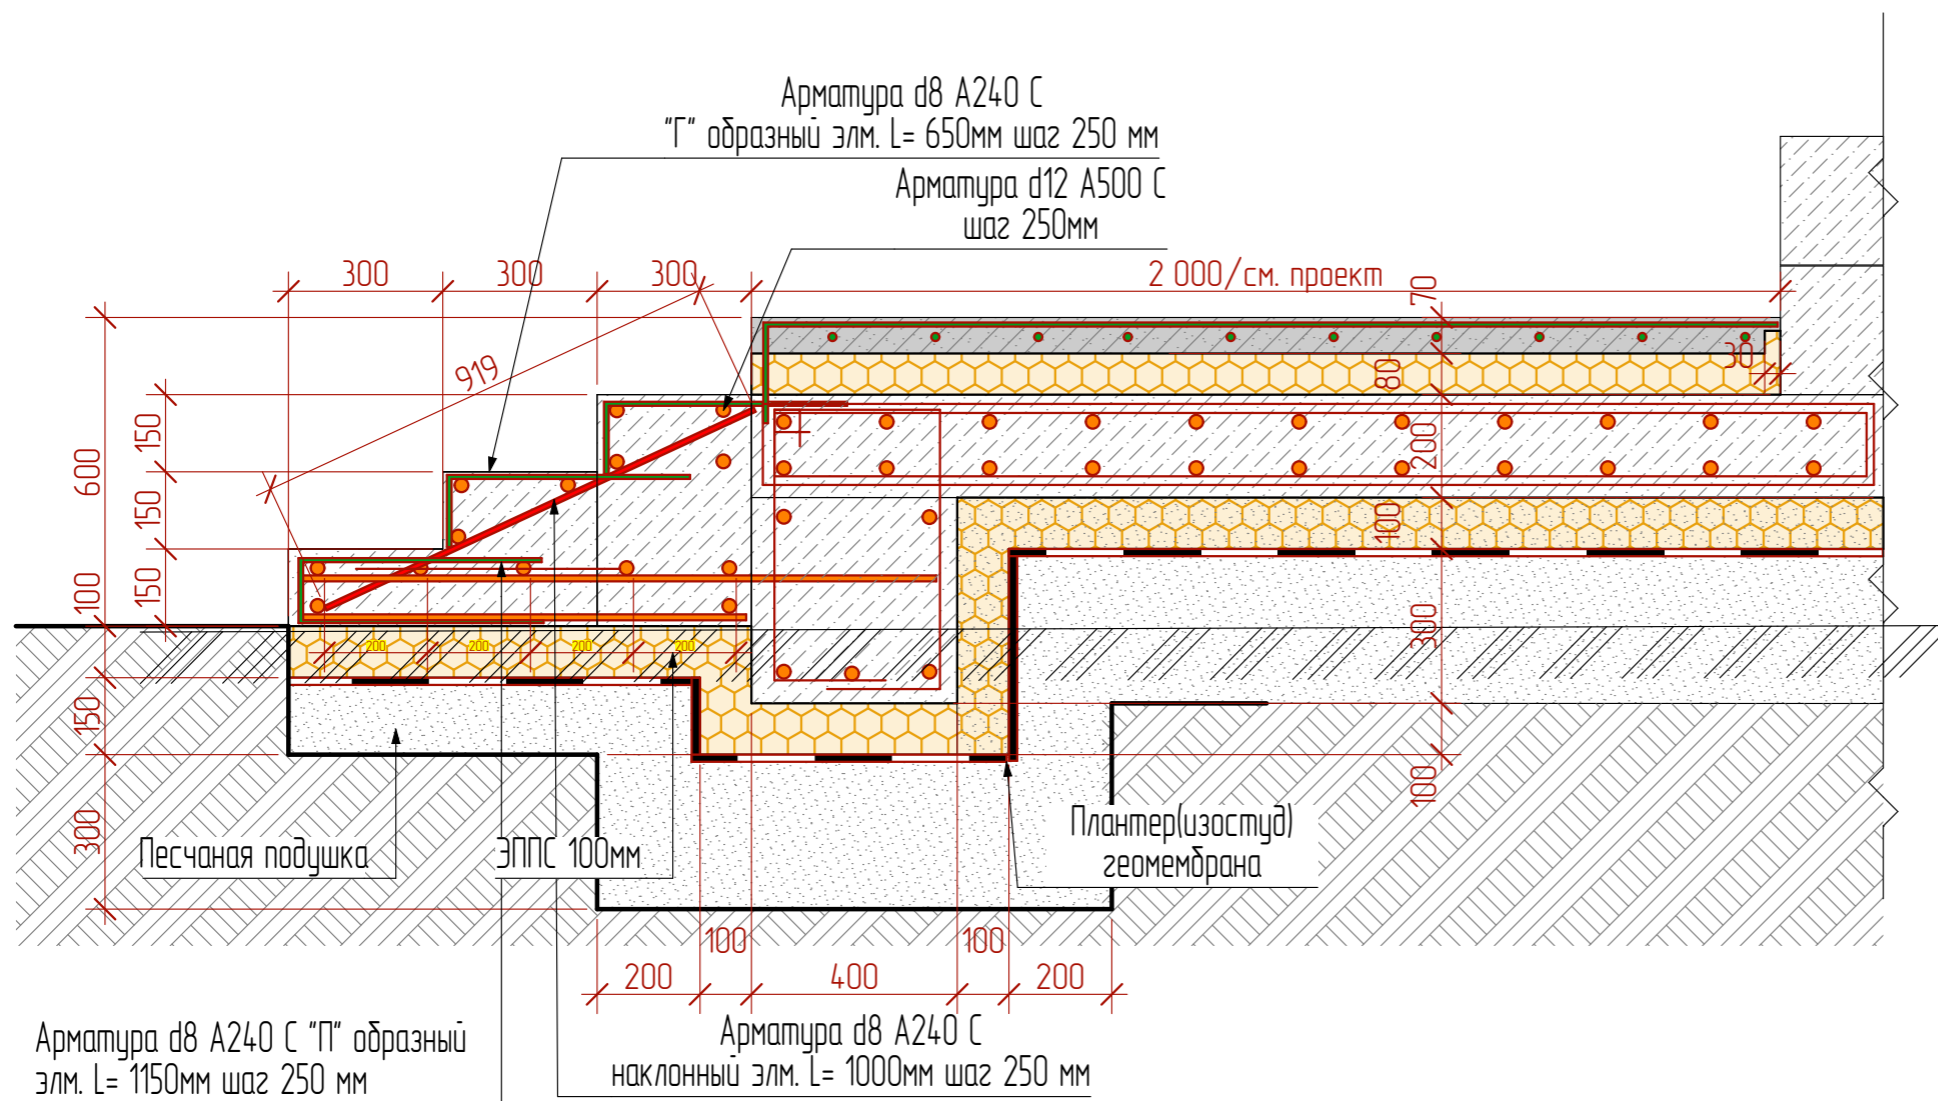 Арматура d8 А240 С
"Г" образный элм. L= 650мм шаг 250 мм
Арматура d12 А500 С
шаг 250мм
300
300
300
2 000/см. проект
70
919
30
80
150
600
200
150
100
150
100
200
200
200
200
300
150
100
300
Песчаная подушка
ЭППС 100мм
Плантер(изостуд)
геомембрана
100
100
200
400
200
Арматура d8 А240 С "П" образный
элм. L= 1150мм шаг 250 мм
Арматура d8 А240 С
наклонный элм. L= 1000мм шаг 250 мм